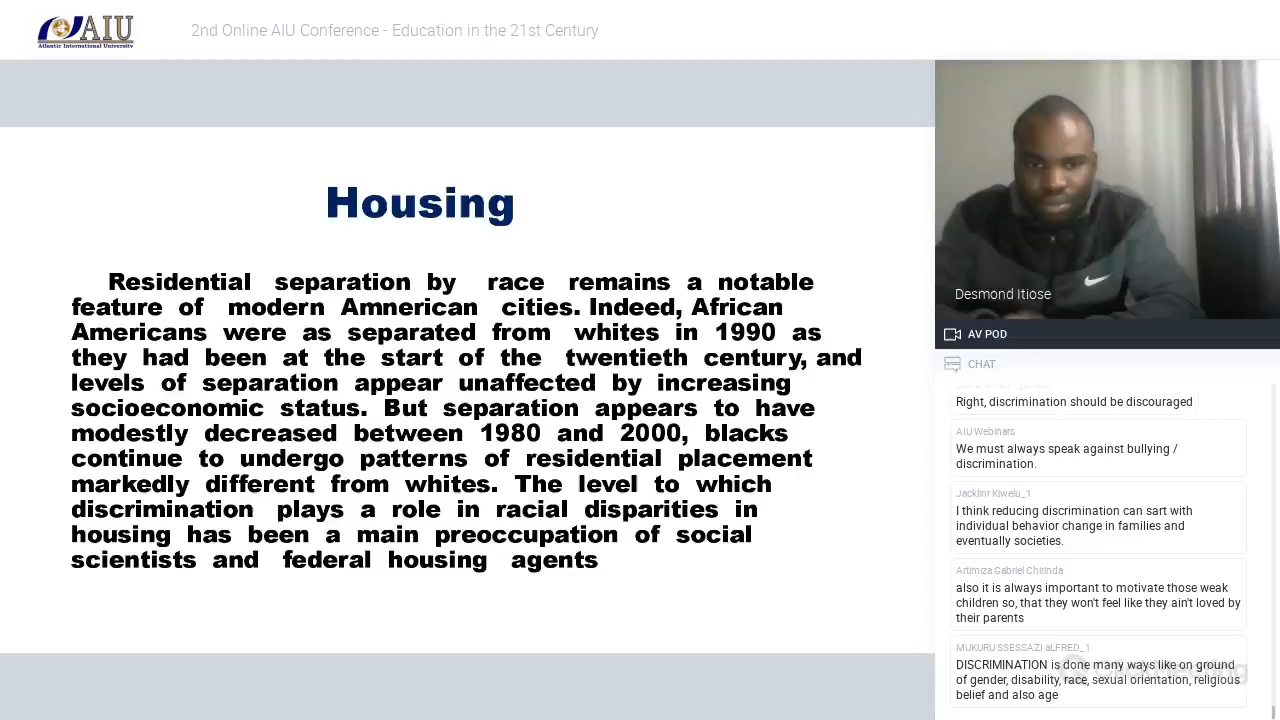 AIU
Atlantic International University
2nd Online AIU Conference - Education in the 21st Century
Housing
Residential separation by race remains a notable
feature of modern Amnerican cities. Indeed, African
Americans were as separated from whites in 1990 as
they had been at the start of the twentieth century, and
levels of separation appear unaffected by increasing
socioeconomic status. But separation appears to have
modestly decreased between 1980 and 2000, blacks
continue to undergo patterns of residential placement
markedly different from whites. The level to which
discrimination plays a role in racial disparities in
housing has been a main preoccupation of social
scientists and federal housing agents
Desmond Itiose
AV POD
CHAT
Right, discrimination should be discouraged
AIU Webinars
We must always speak against bullying /
discrimination.
Jacklinr Kiwelu_1
I think reducing discrimination can sart with
individual behavior change in families and
eventually societies.
Artimiza Gabriel Chirinda
also it is always important to motivate those weak
children so, that they won't feel like they ain't loved by
their parents
MUKURU SSESSAZI aLFRED_1
DISCRIMINATION is done many ways like on ground
of gender, disability, race, sexual orientation, religious
belief and also age
ClickMeeting